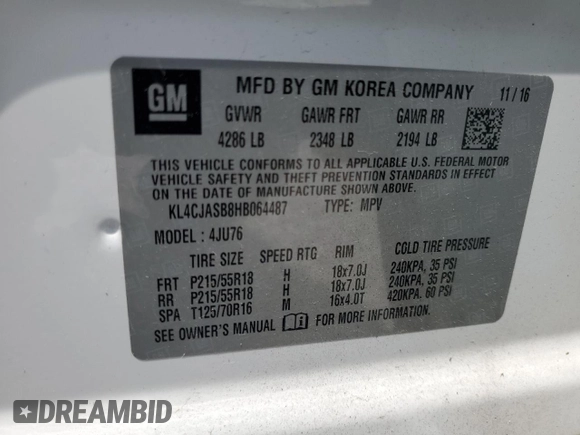 GM
MFD BY GM KOREA COMPANY 11/16
GVWR GAWR FRT GAWR RR
4286 LB 2348 LB 2194 LB
THIS VEHICLE CONFORMS TO ALL APPLICABLE U.S. FEDERAL MOTOR
VEHICLE SAFETY AND THEFT PREVENTION STANDARDS IN EFFECT
ON THE DATE OF MANUFACTURE SHOWN ABOVE.
KL4CJASB8HB064487 TYPE: MPV
MODEL : 4JU76
TIRE SIZE SPEED RTG RIM COLD TIRE PRESSURE
FRT P215/55R18 H 18x7.0J 240KPA, 35 PSI
RR P215/55R18 H 18x7.0J 240KPA, 35 PSI
SPA T125/70R16 M 16x4.0T 420KPA, 60 PSI
SEE OWNER'S MANUAL FOR MORE INFORMATION.
DREAMBID